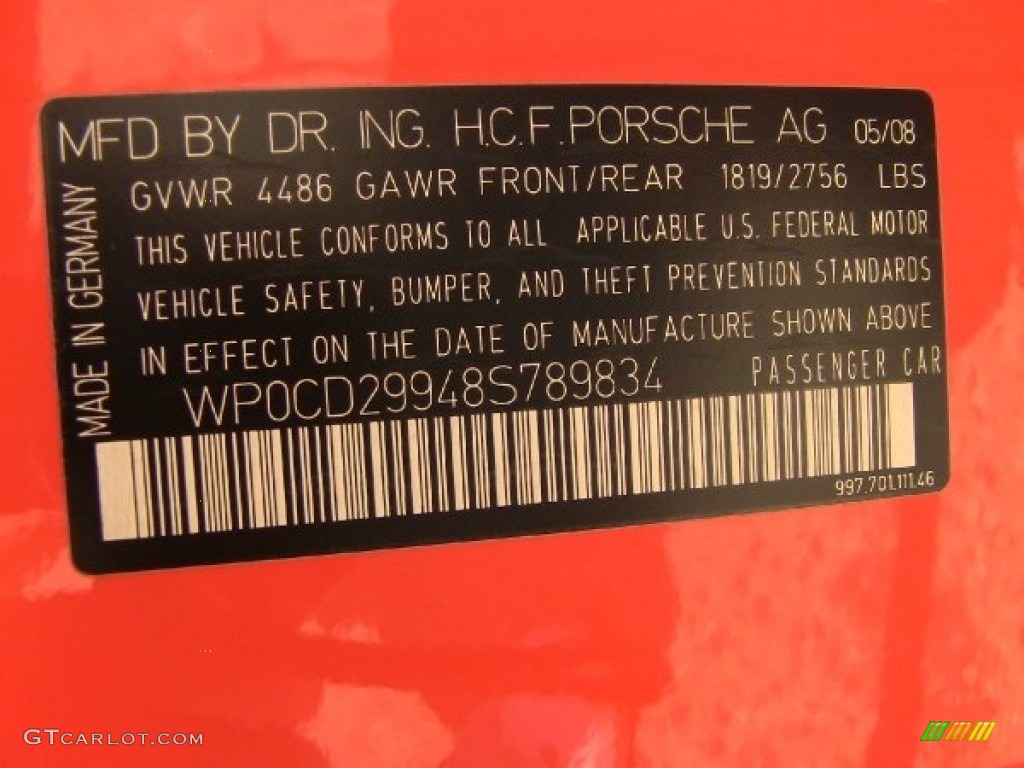 MFD BY DR. ING. H.C.F.PORSCHE AG 05/08
GVWR 4486 GAWR FRONT/REAR 1819/2756 LBS
THIS VEHICLE CONFORMS TO ALL APPLICABLE U.S. FEDERAL MOTOR
VEHICLE SAFETY, BUMPER, AND THEFT PREVENTION STANDARDS
IN EFFECT ON THE DATE OF MANUFACTURE SHOWN ABOVE
WP0CD29948S789834 PASSENGER CAR
MADE IN GERMANY
997.701.111.46
GTCARLOT.COM